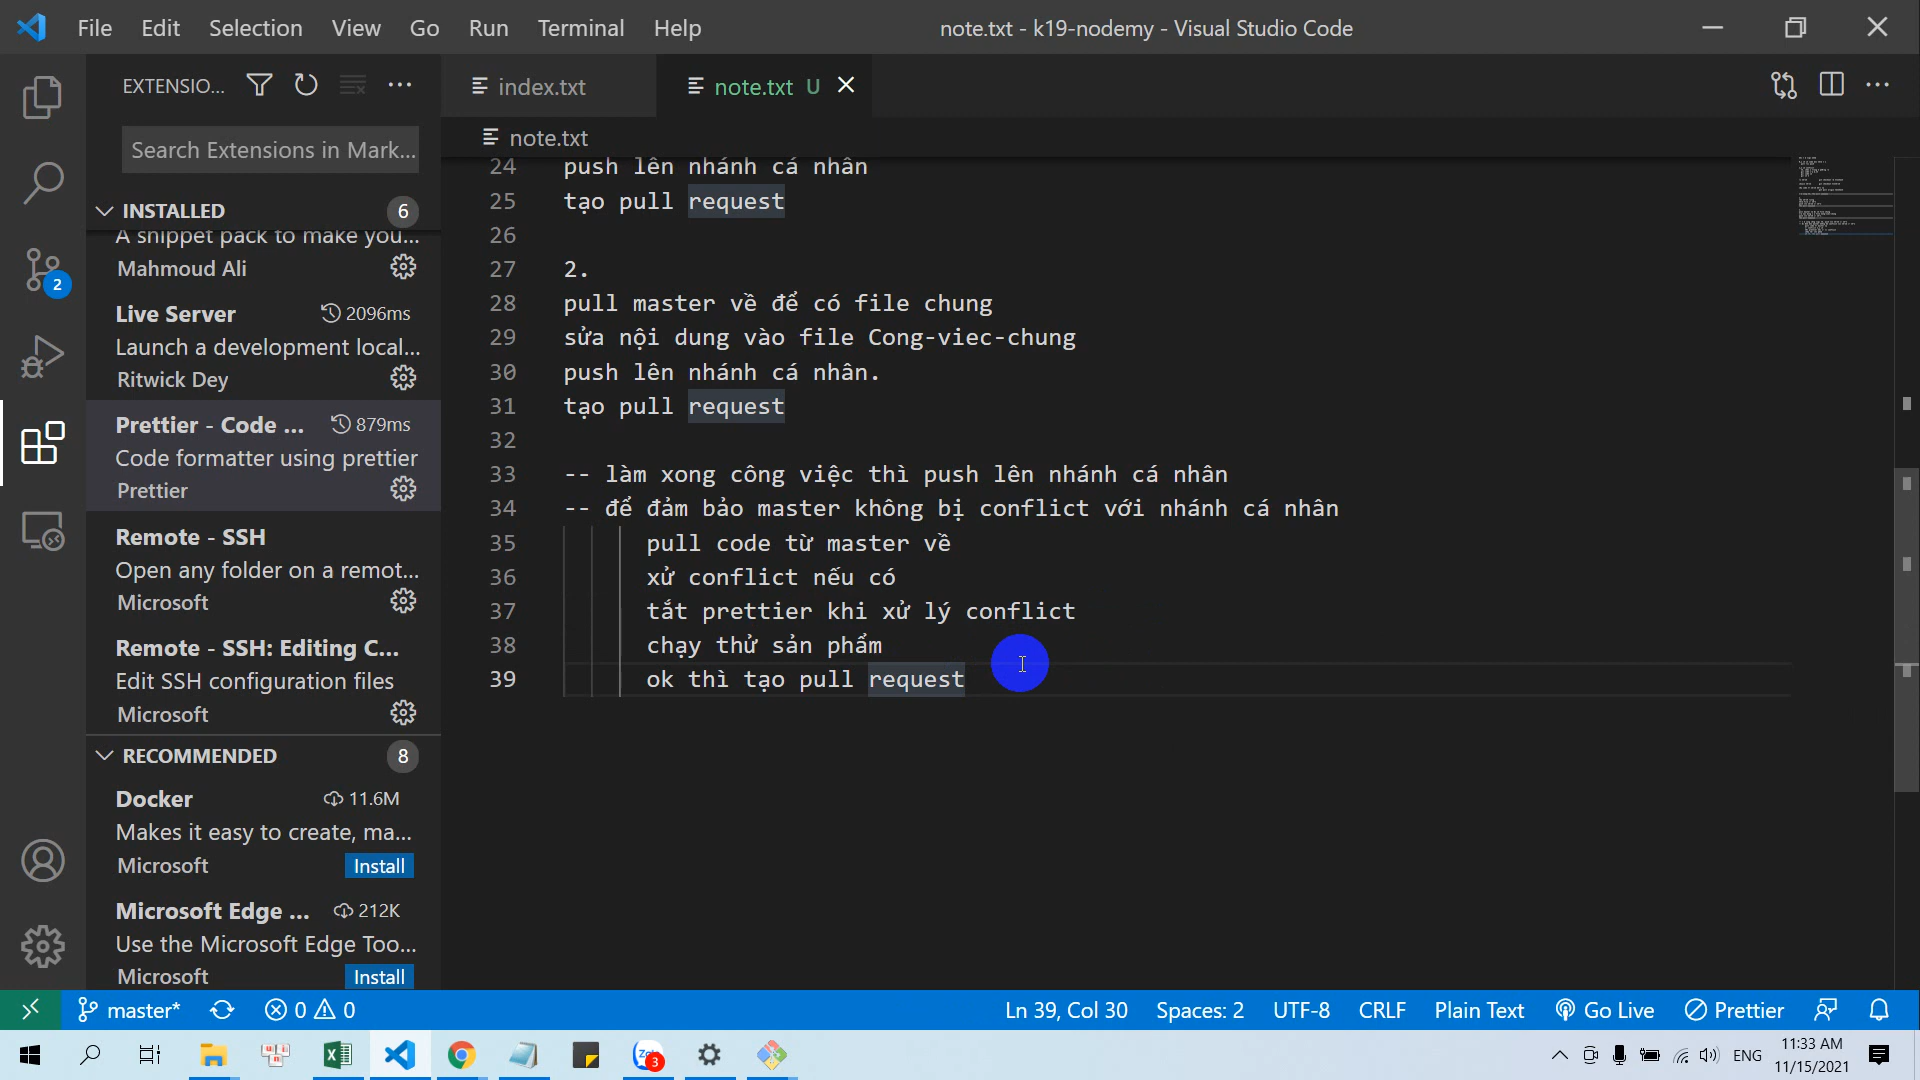 File Edit Selection View Go Run Terminal Help
note.txt - k19-nodemy - Visual Studio Code
EXTENSIO...
index.txt
note.txt U
Search Extensions in Mark...
note.txt
INSTALLED 6
A snippet pack to make you...
Mahmoud Ali
Live Server 2096ms
Launch a development local...
Ritwick Dey
Prettier - Code ... 879ms
Code formatter using prettier
Prettier
Remote - SSH
Open any folder on a remot...
Microsoft
Remote - SSH: Editing C...
Edit SSH configuration files
Microsoft
RECOMMENDED 8
Docker 11.6M
Makes it easy to create, ma...
Microsoft Install
Microsoft Edge ... 212K
Use the Microsoft Edge Too...
Microsoft Install
2
24 push lên nhánh cá nhân
25 tạo pull request
26
27 2.
28 pull master về để có file chung
29 sửa nội dung vào file Cong-viec-chung
30 push lên nhánh cá nhân.
31 tạo pull request
32
33 -- làm xong công việc thì push lên nhánh cá nhân
34 -- để đảm bảo master không bị conflict với nhánh cá nhân
35 pull code từ master về
36 xử conflict nếu có
37 tắt prettier khi xử lý conflict
38 chạy thử sản phẩm
39 ok thì tạo pull request
master* 0 0
Ln 39, Col 30 Spaces: 2 UTF-8 CRLF Plain Text Go Live Prettier
3
ENG
11:33 AM
11/15/2021